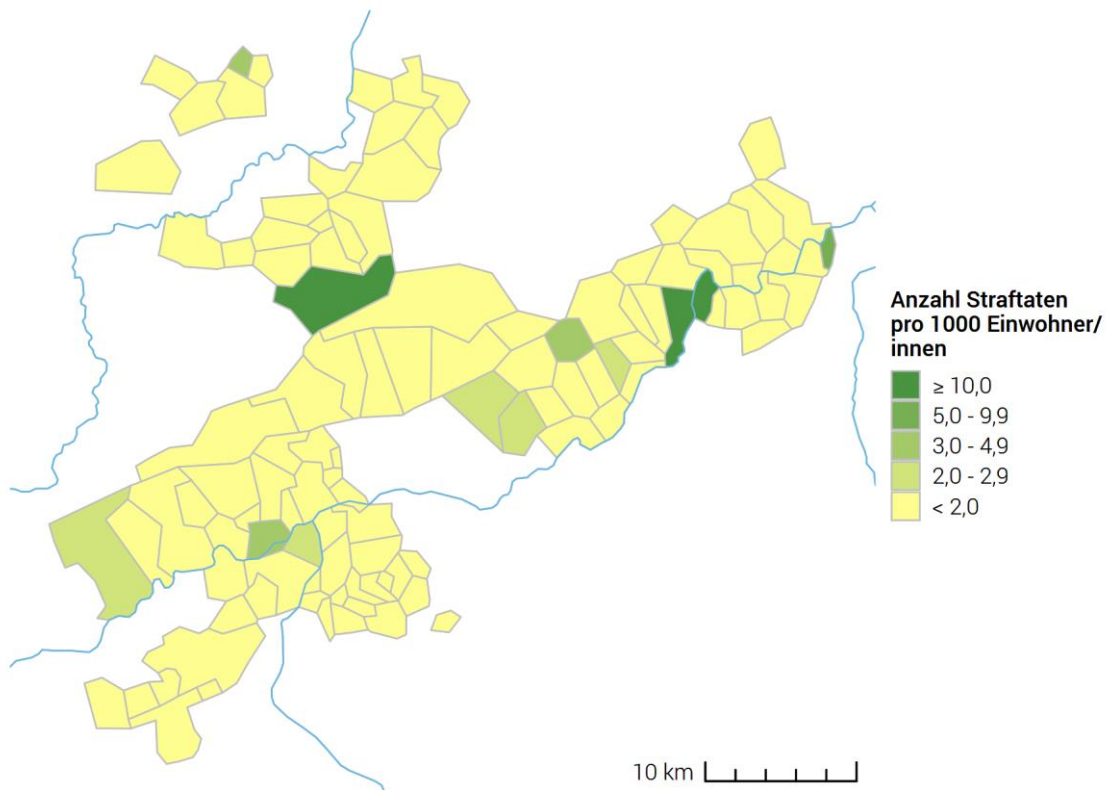 Anzahl Straftaten
pro 1000 Einwohner/
innen
≥ 10,0
5,0 - 9,9
3,0 - 4,9
2,0 - 2,9
< 2,0
10 km